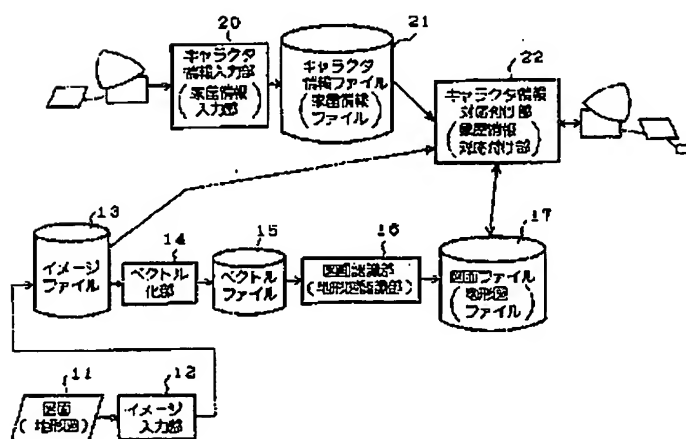 20
キャラクタ
情報入力部
(家屋情報
入力部)
21
キャラクタ
情報ファイル
(家屋情報
ファイル)
22
キャラクタ情報
対応付け部
(家屋情報
対応付け部)
13
イメージ
ファイル
14
ベクトル
化部
15
ベクトル
ファイル
16
図面認識部
(地形図認識部)
17
図面ファイル
(地形図
ファイル)
11
図面
(地形図)
12
イメージ
入力部